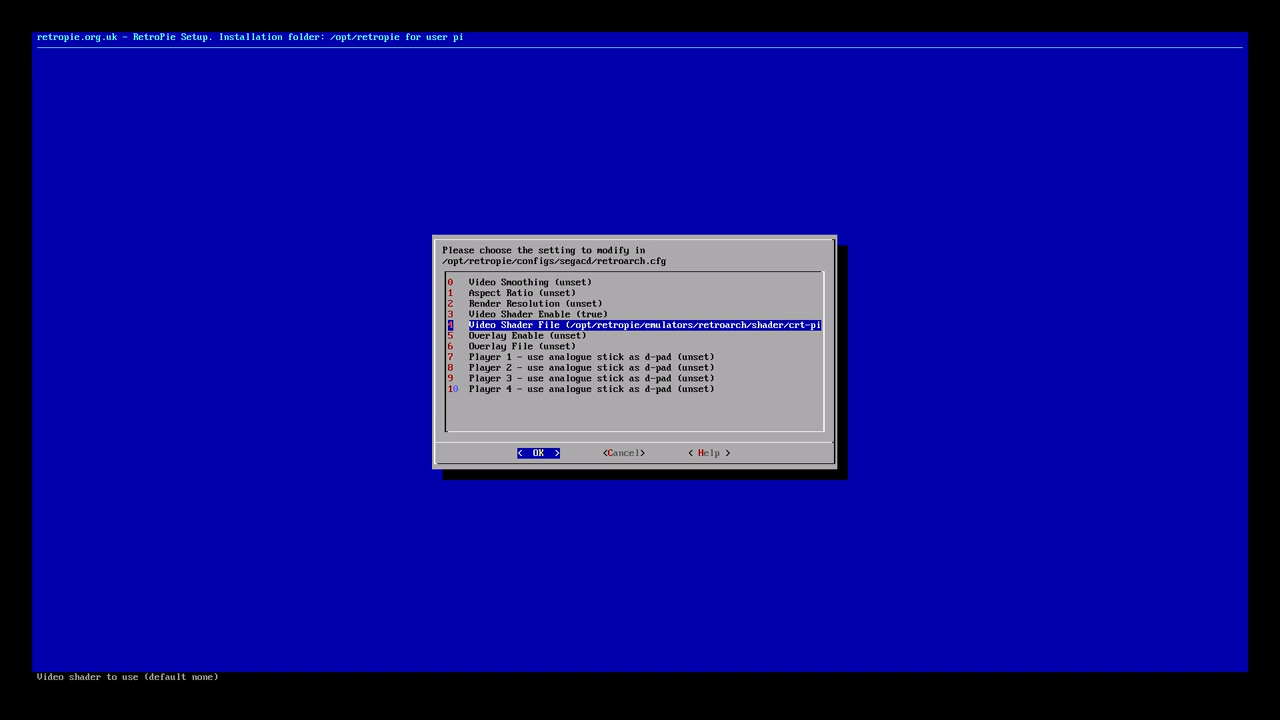 retropie.org.uk - RetroPie Setup. Installation folder: /opt/retropie for user pi
Please choose the setting to modify in
/opt/retropie/configs/segacd/retroarch.cfg
0 Video Smoothing (unset)
1 Aspect Ratio (unset)
2 Render Resolution (unset)
3 Video Shader Enable (true)
4 Video Shader File (/opt/retropie/emulators/retroarch/shader/crt-pi
5 Overlay Enable (unset)
6 Overlay File (unset)
7 Player 1 - use analogue stick as d-pad (unset)
8 Player 2 - use analogue stick as d-pad (unset)
9 Player 3 - use analogue stick as d-pad (unset)
10 Player 4 - use analogue stick as d-pad (unset)
< OK > <Cancel> < Help >
Video shader to use (default none)